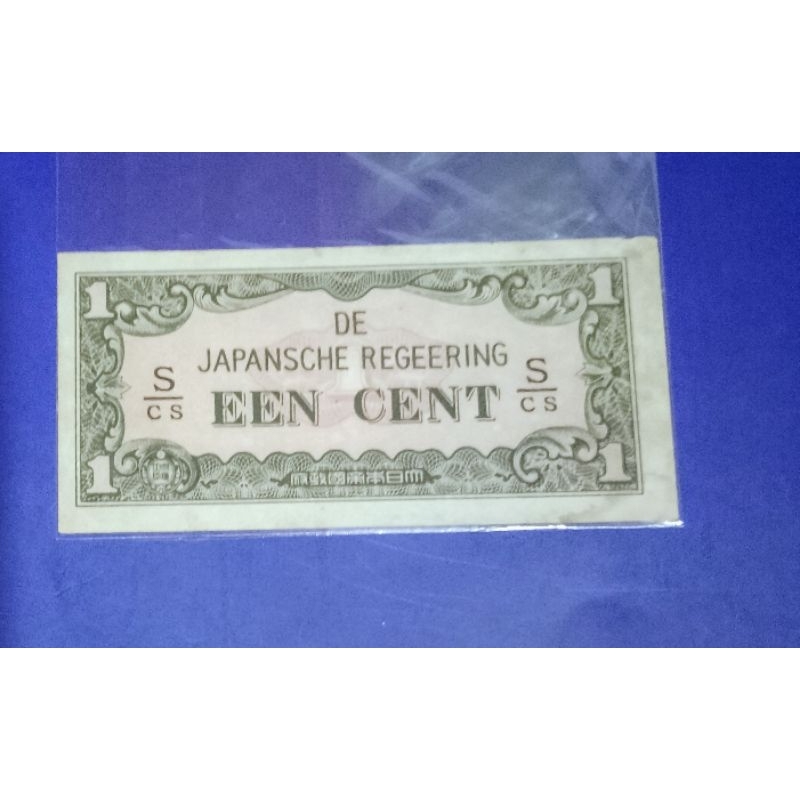 1 1
DE
JAPANSCHE REGEERING
S/CS EEN CENT S/CS
1 府政國帝本日大 1